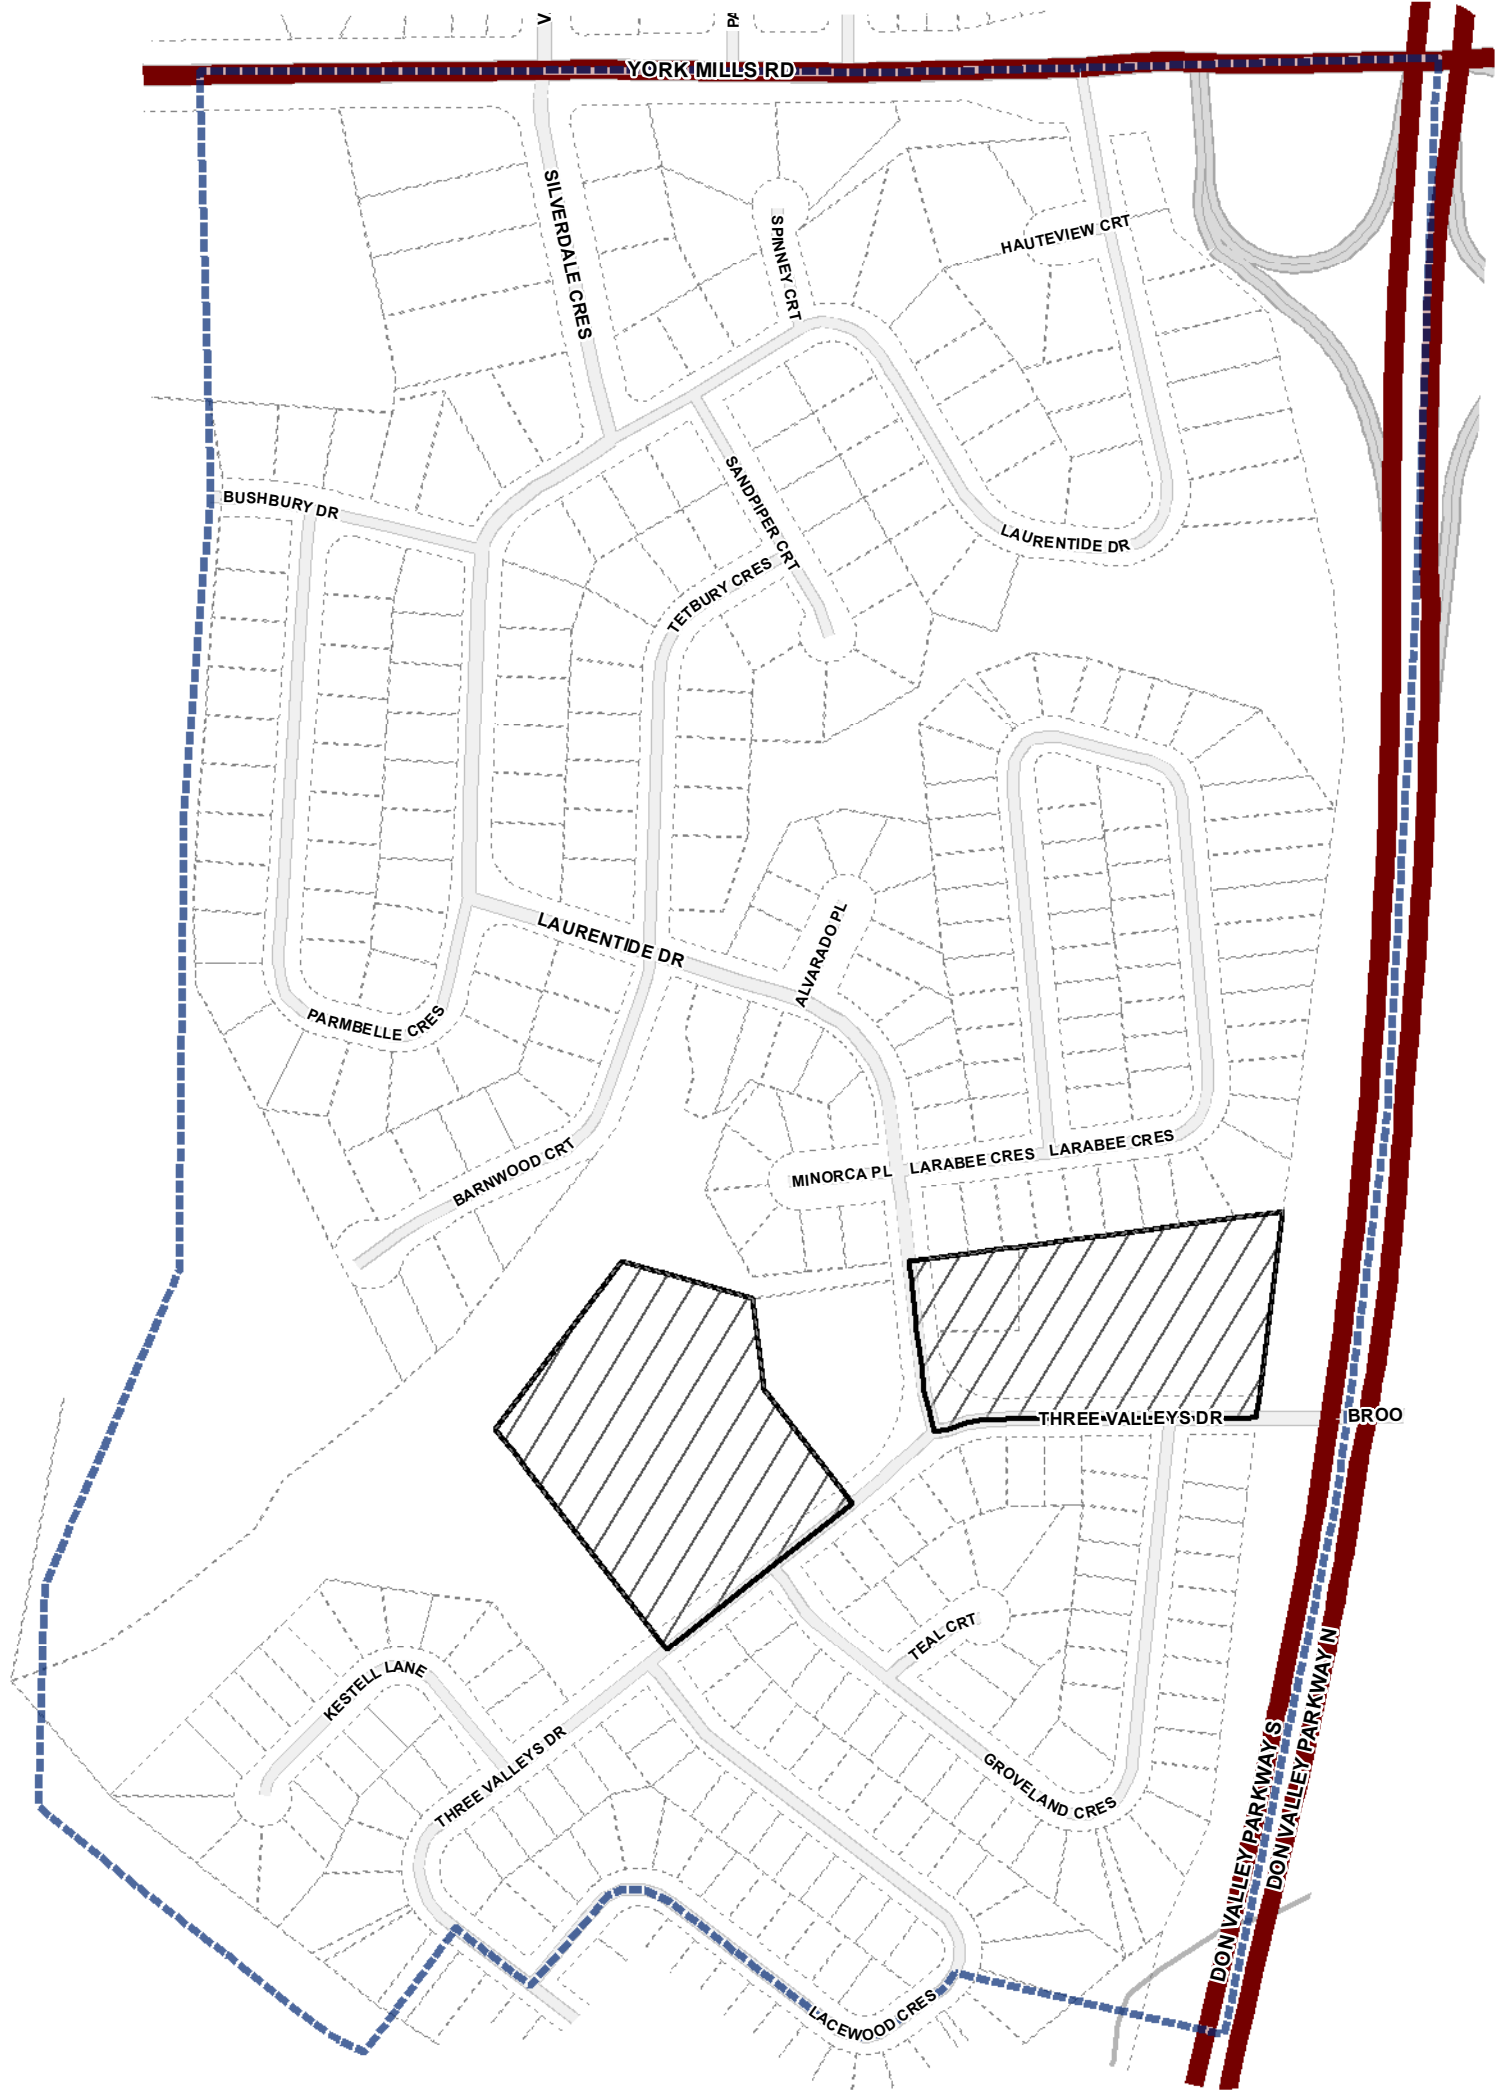 V
PA
YORK MILLS RD
SILVERDALE CRES
SPINNEY CRT
HAUTEVIEW CRT
BUSHBURY DR
SANDPIPER CRT
LAURENTIDE DR
TETBURY CRES
LAURENTIDE DR
ALVARADO PL
PARMBELLE CRES
BARNWOOD CRT
MINORCA PL
LARABEE CRES
LARABEE CRES
THREE VALLEYS DR
BROO
TEAL CRT
KESTELL LANE
THREE VALLEYS DR
GROVELAND CRES
DON VALLEY PARKWAY S
DON VALLEY PARKWAY N
LACEWOOD CRES